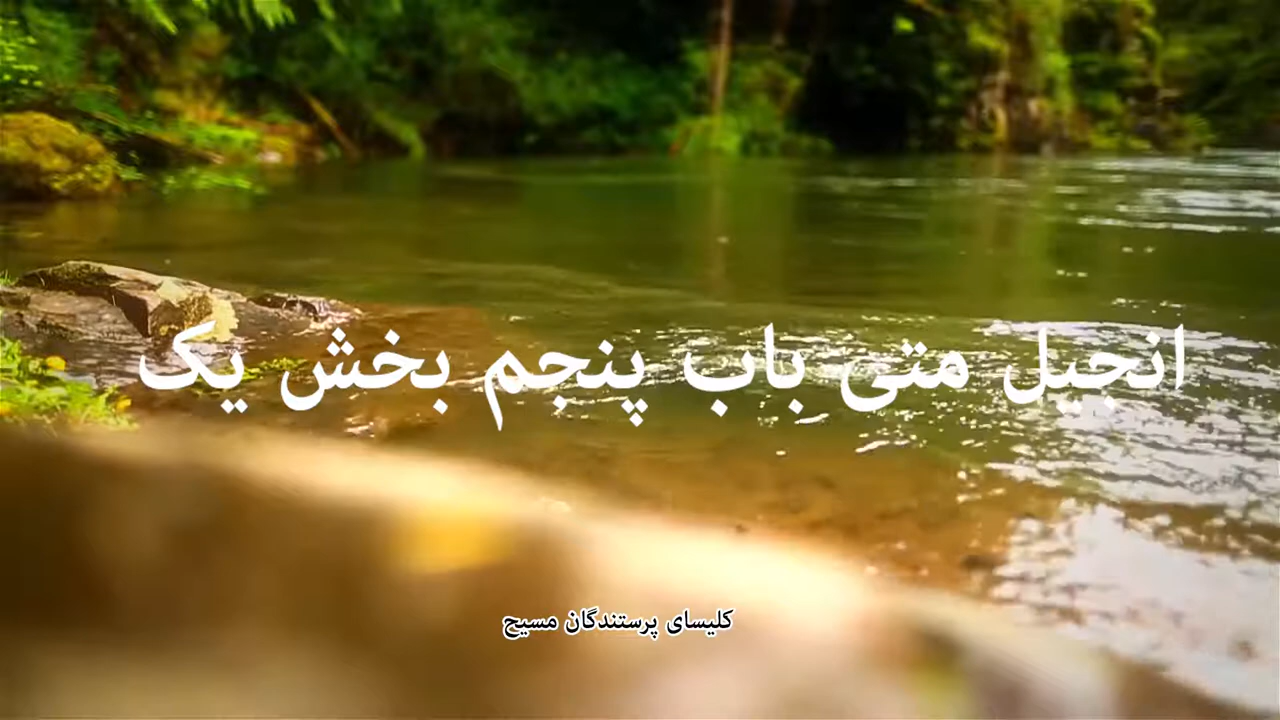 انجیل متی باب پنجم بخش یک
کلیسای پرستندگان مسیح